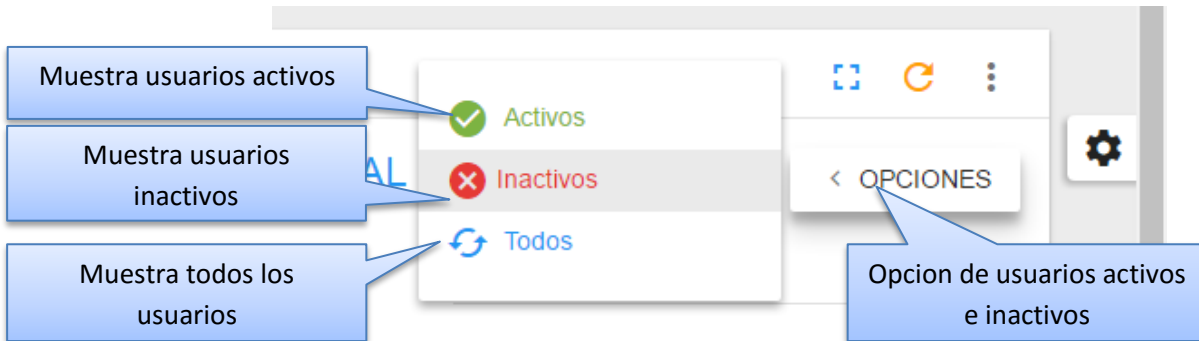 Muestra usuarios activos
Activos
Muestra usuarios
inactivos
AL
Inactivos
< OPCIONES
Todos
Muestra todos los
usuarios
Opcion de usuarios activos
e inactivos